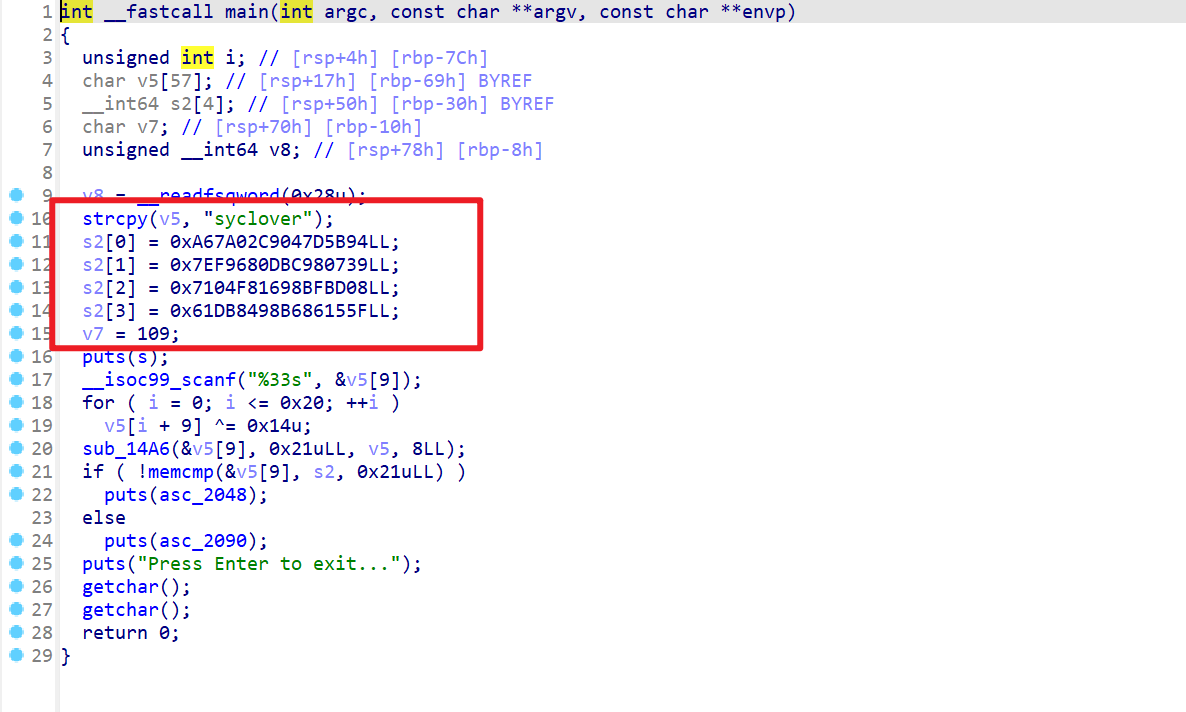 1 int __fastcall main(int argc, const char **argv, const char **envp)
2 {
3 unsigned int i; // [rsp+4h] [rbp-7Ch]
4 char v5[57]; // [rsp+17h] [rbp-69h] BYREF
5 __int64 s2[4]; // [rsp+50h] [rbp-30h] BYREF
6 char v7; // [rsp+70h] [rbp-10h]
7 unsigned __int64 v8; // [rsp+78h] [rbp-8h]
8
9 v8 = __readfsqword(0x28u);
10 strcpy(v5, "syclover");
11 s2[0] = 0xA67A02C9047D5B94LL;
12 s2[1] = 0x7EF9680DBC980739LL;
13 s2[2] = 0x7104F81698BFBD08LL;
14 s2[3] = 0x61DB8498B686155FLL;
15 v7 = 109;
16 puts(s);
17 __isoc99_scanf("%33s", &v5[9]);
18 for ( i = 0; i <= 0x20; ++i )
19 v5[i + 9] ^= 0x14u;
20 sub_14A6(&v5[9], 0x21uLL, v5, 8LL);
21 if ( !memcmp(&v5[9], s2, 0x21uLL) )
22 puts(asc_2048);
23 else
24 puts(asc_2090);
25 puts("Press Enter to exit...");
26 getchar();
27 getchar();
28 return 0;
29 }